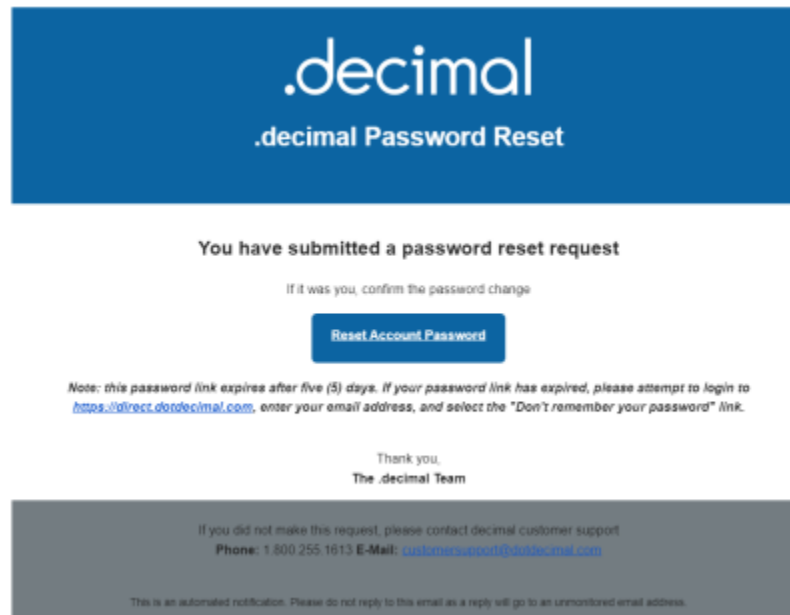 .decimal
.decimal Password Reset
You have submitted a password reset request
If it was you, confirm the password change
Reset Account Password
Note: this password link expires after five (5) days. If your password link has expired, please attempt to login to
https://direct.dotdecimal.com, enter your email address, and select the "Don't remember your password" link.
Thank you,
The .decimal Team
If you did not make this request, please contact decimal customer support
Phone: 1.800.255.1613 E-Mail: customersupport@dotdecimal.com
This is an automated notification. Please do not reply to this email as a reply will go to an unmonitored email address.